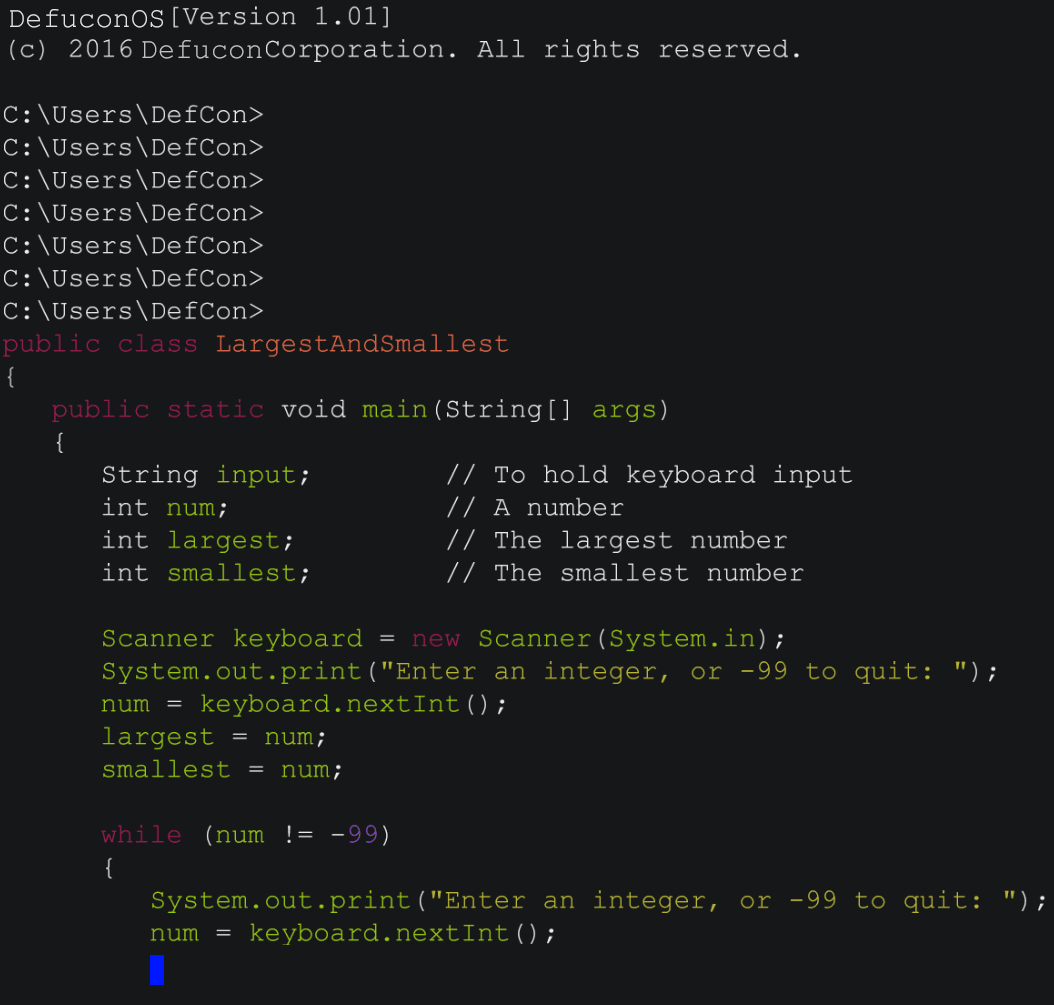 DefuconOS[Version 1.01]
(c) 2016 DefuconCorporation. All rights reserved.
C:\Users\DefCon>
C:\Users\DefCon>
C:\Users\DefCon>
C:\Users\DefCon>
C:\Users\DefCon>
C:\Users\DefCon>
C:\Users\DefCon>
public class LargestAndSmallest
{
public static void main(String[] args)
{
String input; // To hold keyboard input
int num; // A number
int largest; // The largest number
int smallest; // The smallest number
Scanner keyboard = new Scanner(System.in);
System.out.print("Enter an integer, or -99 to quit: ");
num = keyboard.nextInt();
largest = num;
smallest = num;
while (num != -99)
{
System.out.print("Enter an integer, or -99 to quit: ");
num = keyboard.nextInt();